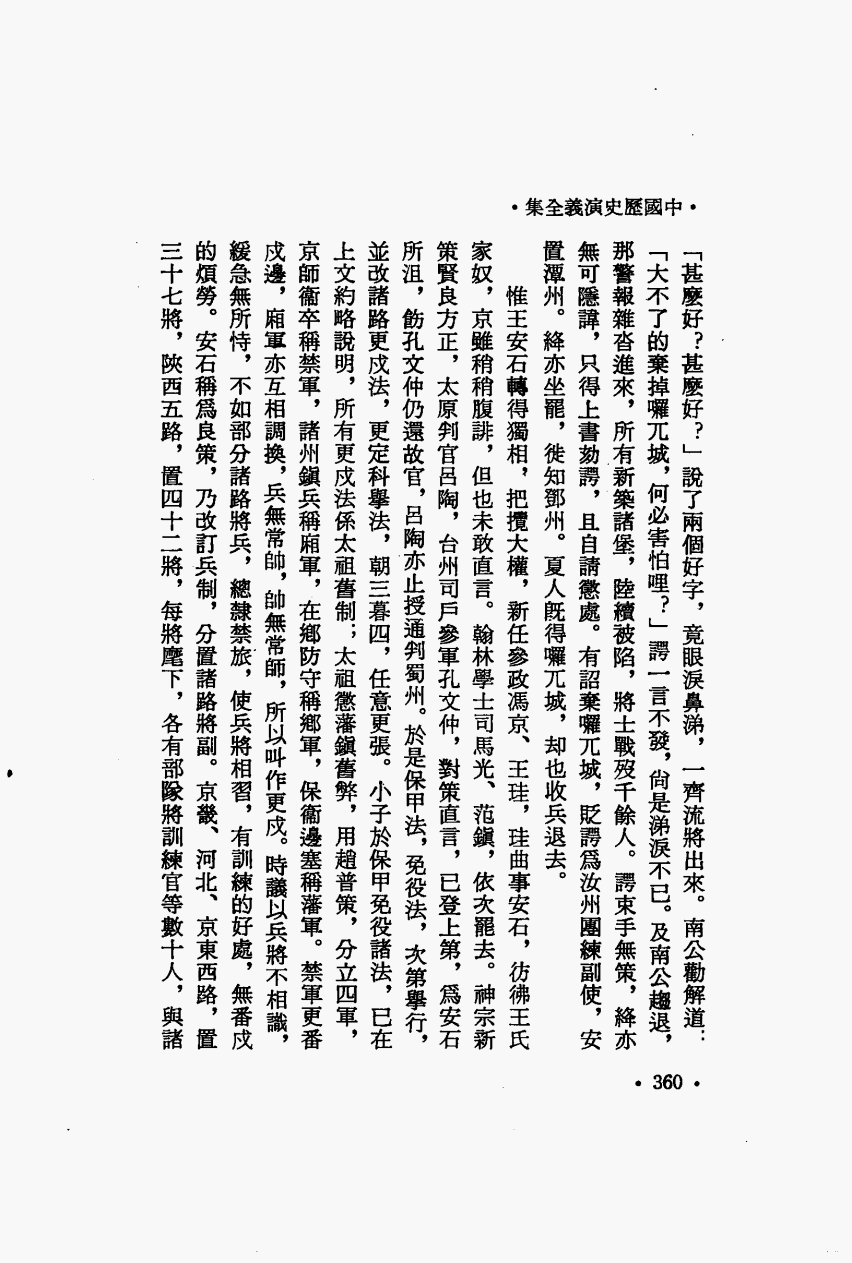 •中國歷史演義全集•
「甚麼好？甚麼好？」說了兩個好字，竟眼淚鼻涕，一齊流將出來。南公勸解道：
「大不了的棄掉囉兀城，何必害怕哩？」諤一言不發，尙是涕淚不已。及南公趨退，
那警報雜沓進來，所有新築諸堡，陸續被陷，將士戰歿千餘人。諤束手無策，絳亦
無可隱諱，只得上書劾諤，且自請懲處。有詔棄囉兀城，貶諤爲汝州團練副使，安
置潭州。絳亦坐罷，徙知鄧州。夏人旣得囉兀城，却也收兵退去。
惟王安石轉得獨相，把攬大權，新任參政馮京、王珪，珪曲事安石，彷彿王氏
家奴，京雖稍稍腹誹，但也未敢直言。翰林學士司馬光、范鎭，依次罷去。神宗新
策賢良方正，太原判官呂陶，台州司戶參軍孔文仲，對策直言，已登上第，爲安石
所沮，飭孔文仲仍還故官，呂陶亦止授通判蜀州。於是保甲法，免役法，次第舉行，
並改諸路更戍法，更定科擧法，朝三暮四，任意更張。小子於保甲免役諸法，已在
上文約略說明，所有更戍法係太祖舊制；太祖懲藩鎭舊弊，用趙普策，分立四軍，
京師衞卒稱禁軍，諸州鎭兵稱廂軍，在鄕防守稱鄕軍，保衞邊塞稱藩軍。禁軍更番
戍邊，廂軍亦互相調換，兵無常帥，帥無常師，所以叫作更戍。時議以兵將不相識，
緩急無所恃，不如部分諸路將兵，總隸禁旅，使兵將相習，有訓練的好處，無番戍
的煩勞。安石稱爲良策，乃改訂兵制，分置諸路將副。京畿、河北、京東西路，置
三十七將，陝西五路，置四十二將，每將麾下，各有部隊將訓練官等數十人，與諸
•360•